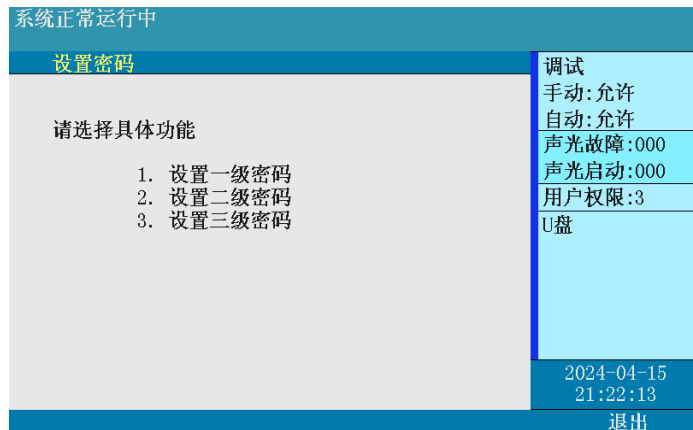 系统正常运行中
设置密码
请选择具体功能
1. 设置一级密码
2. 设置二级密码
3. 设置三级密码
调试
手动:允许
自动:允许
声光故障:000
声光启动:000
用户权限:3
U盘
2024-04-15
21:22:13
退出